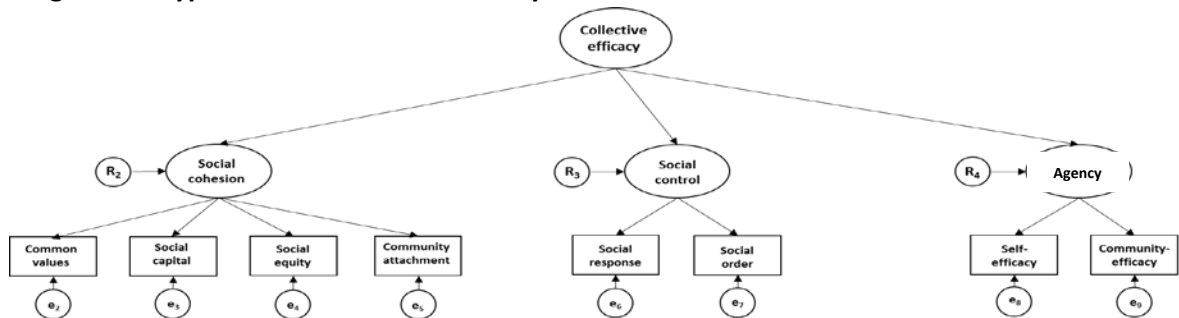 Collective
efficacy
R2
Social
cohesion
R3
Social
control
R4
Agency
Common
values
Social
capital
Social
equity
Community
attachment
Social
response
Social
order
Self-
efficacy
Community-
efficacy
e2
e3
e4
e5
e6
e7
e8
e9